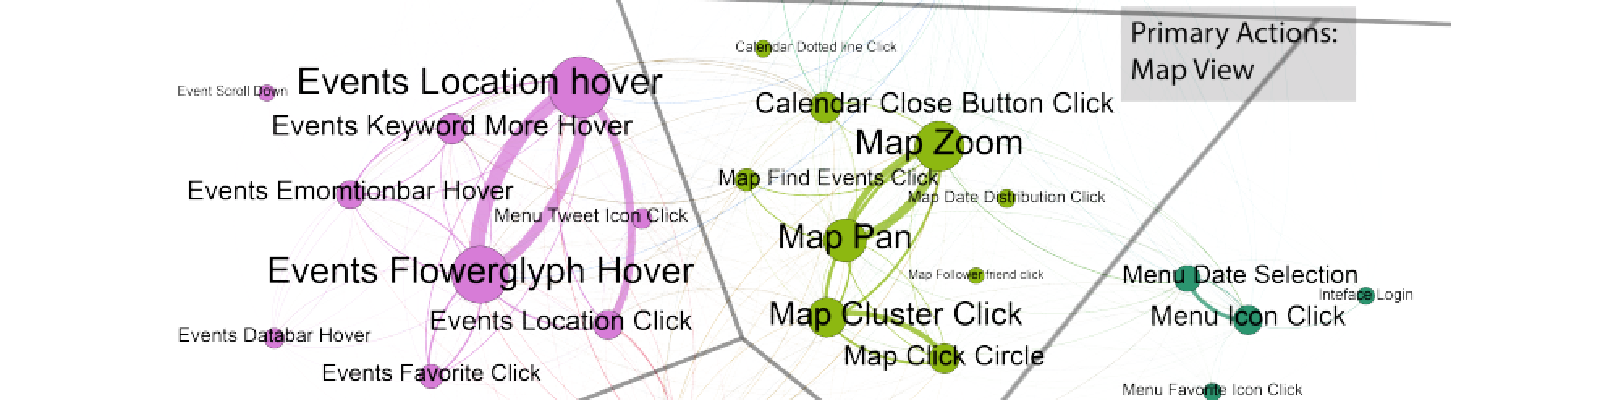 Primary Actions:
Map View
Calendar Dotted line Click
Event Scroll Down
Events Location hover
Calendar Close Button Click
Events Keyword More Hover
Map Zoom
Map Find Events Click
Events Emomtionbar Hover
Map Date Distribution Click
Menu Tweet Icon Click
Map Pan
Events Flowerglyph Hover
Map Follower friend click
Menu Date Selection
Inteface Login
Map Cluster Click
Menu Icon Click
Events Location Click
Events Databar Hover
Map Click Circle
Events Favorite Click
Menu Favorite Icon Click